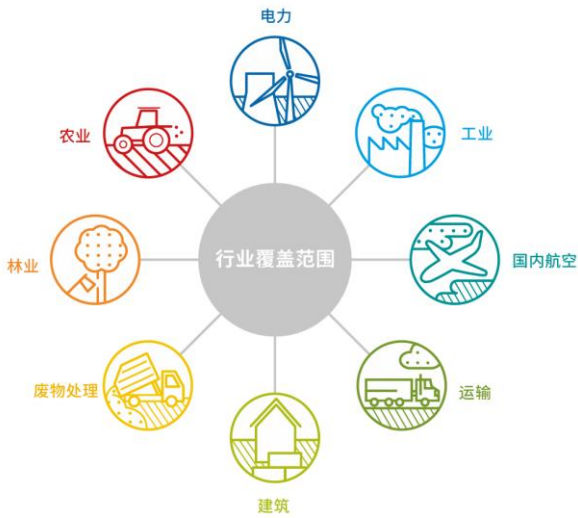 电力
农业
工业
林业
行业覆盖范围
国内航空
废物处理
运输
建筑